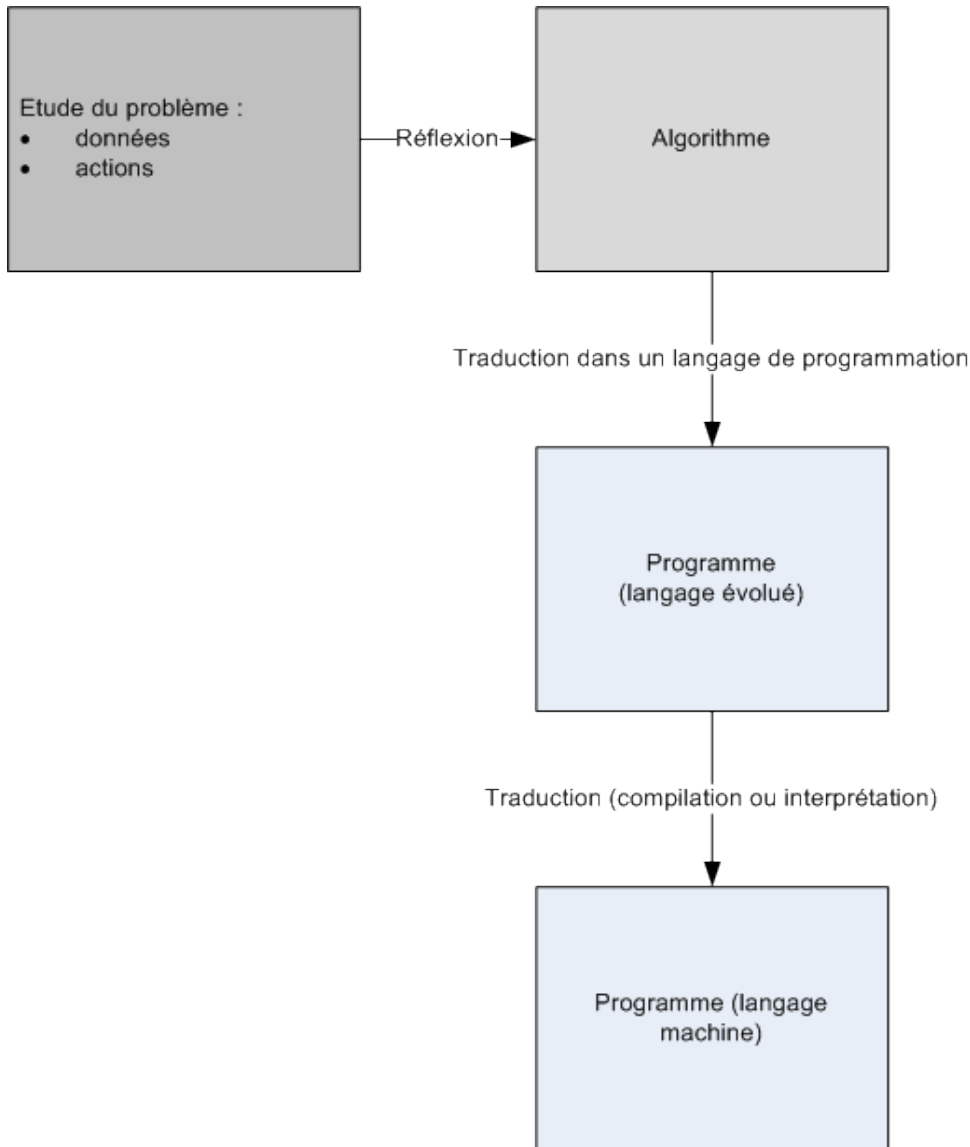 Etude du problème :
• données
• actions
Réflexion
Algorithme
Traduction dans un langage de programmation
Programme
(langage évolué)
Traduction (compilation ou interprétation)
Programme (langage
machine)